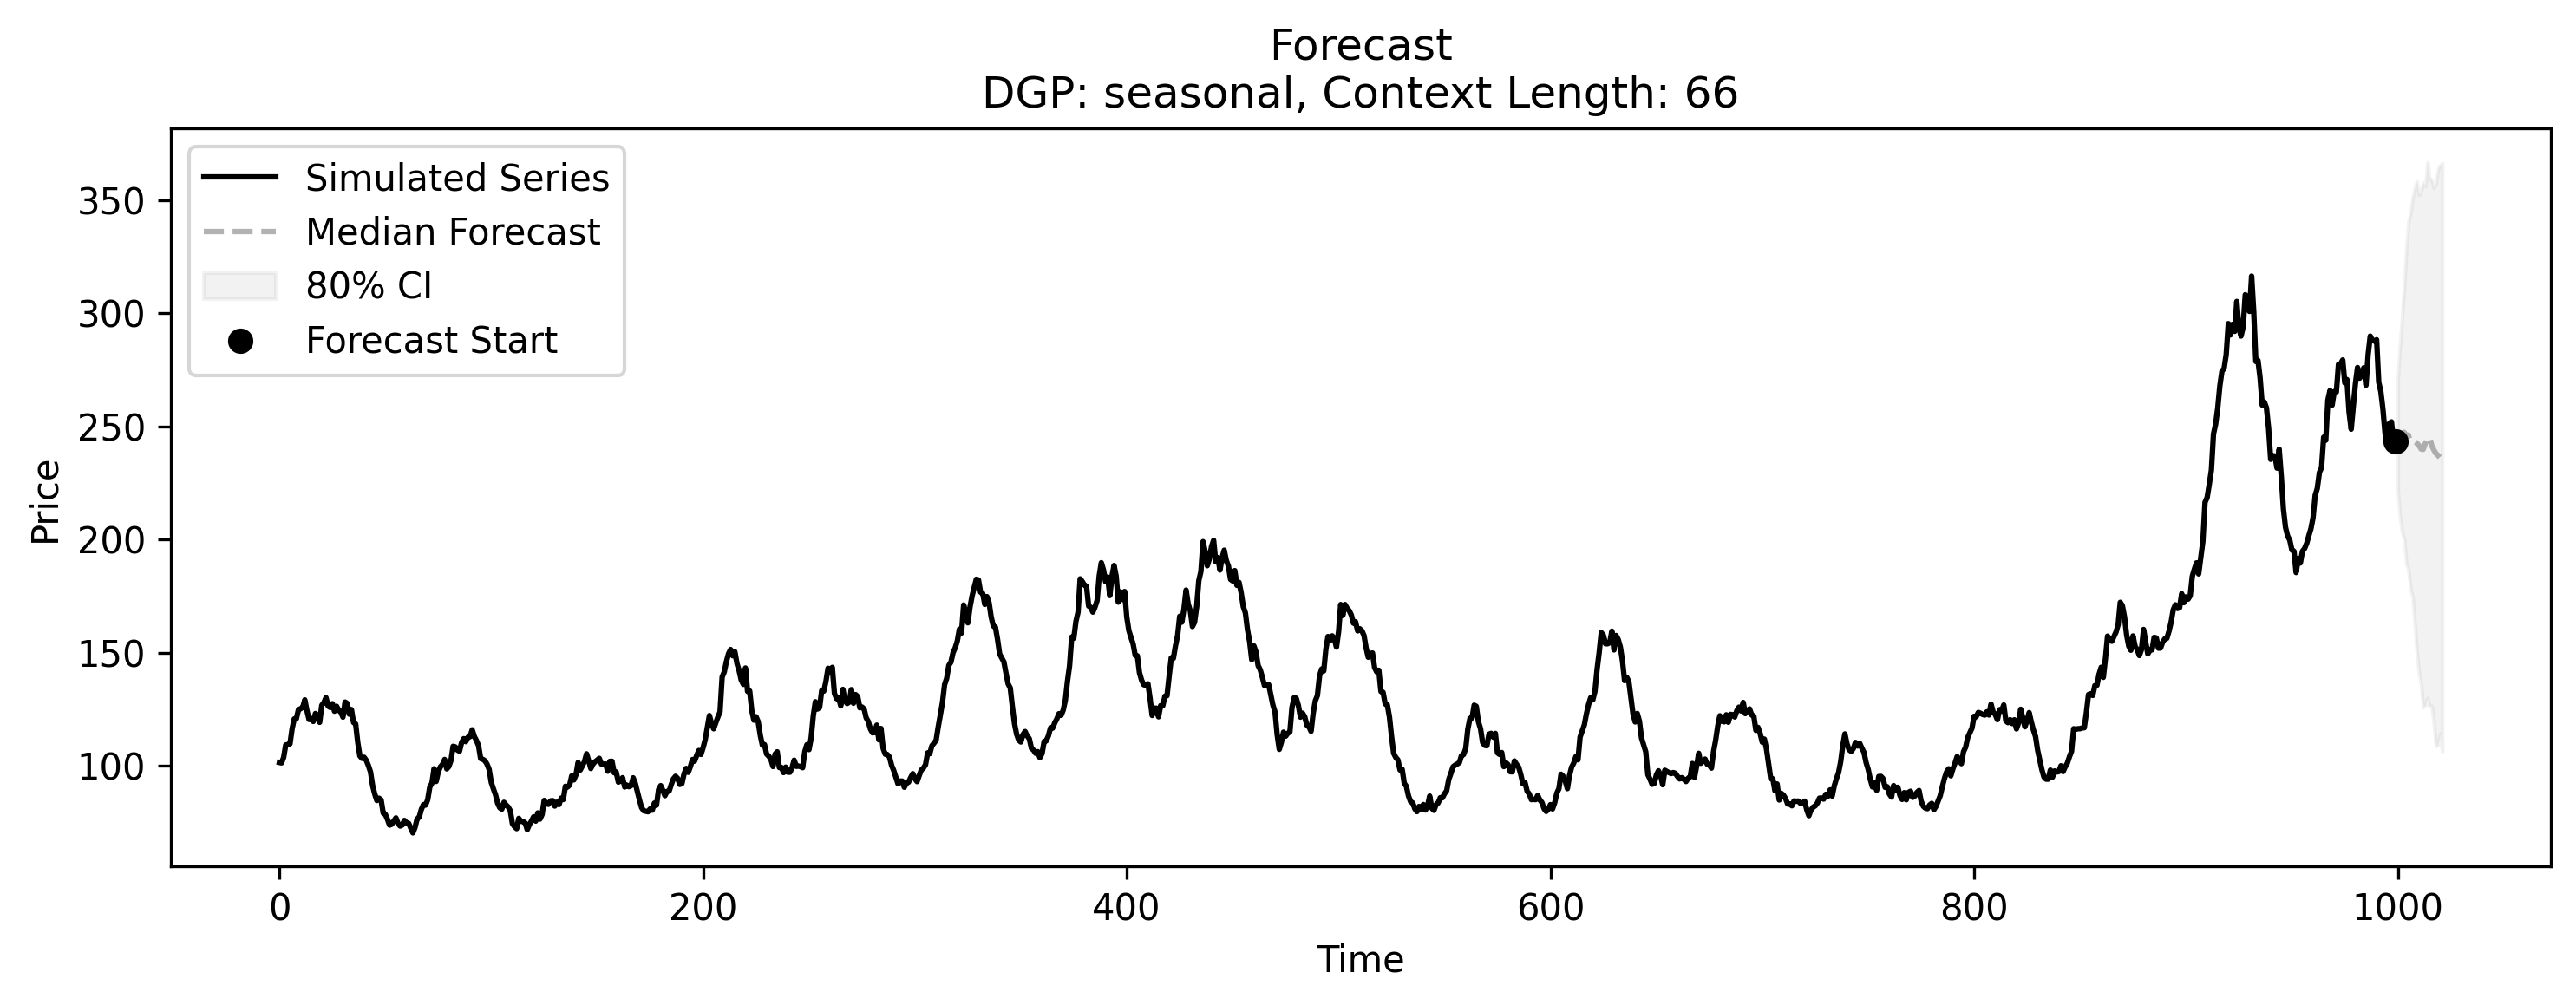 Forecast
DGP: seasonal, Context Length: 66
Simulated Series
Median Forecast
80% CI
Forecast Start
Price
350
300
250
200
150
100
0
200
400
600
800
1000
Time